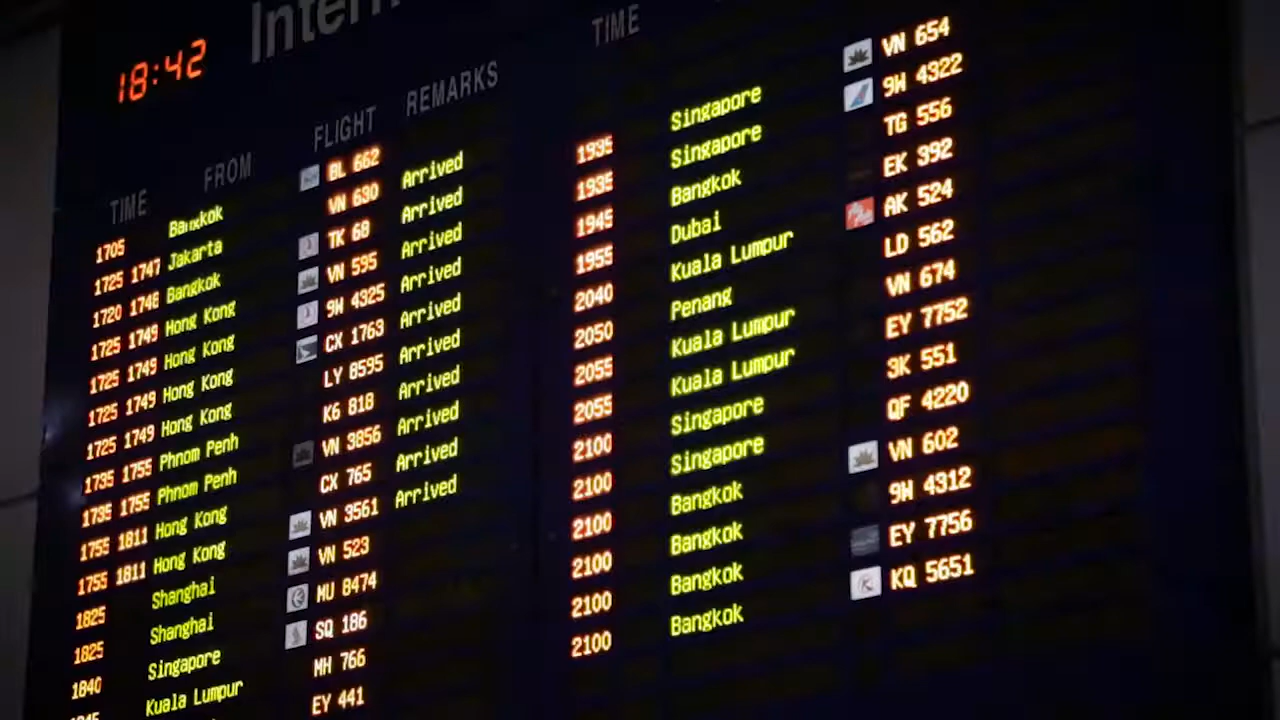 18:42
TIME FROM FLIGHT REMARKS
1705 Bangkok BL 662
1725 1747 Jakarta VN 630 Arrived
1720 1748 Bangkok TK 68 Arrived
1725 1749 Hong Kong VN 595 Arrived
1725 1749 Hong Kong 9W 4325 Arrived
1725 1749 Hong Kong CX 1763 Arrived
1725 1749 Hong Kong LY 8595 Arrived
1735 1755 Phnom Penh K6 818 Arrived
1735 1755 Phnom Penh VN 3856 Arrived
1755 1811 Hong Kong CX 765 Arrived
1755 1811 Hong Kong VN 3561 Arrived
1825 Shanghai VN 523
1825 Shanghai MU 8474
1840 Singapore SQ 186
1845 Kuala Lumpur MH 766
EY 441
TIME
1935 Singapore VN 654
1935 Singapore 9W 4322
1945 Bangkok TG 556
1955 Dubai EK 392
2040 Kuala Lumpur AK 524
2050 Penang LD 562
2055 Kuala Lumpur VN 674
2055 Kuala Lumpur EY 7752
2100 Singapore 3K 551
2100 Singapore QF 4220
2100 Bangkok VN 602
2100 Bangkok 9W 4312
2100 Bangkok EY 7756
2100 Bangkok KQ 5651